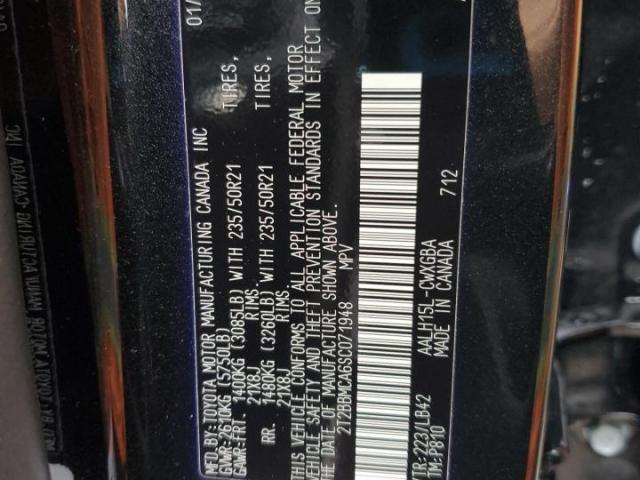 MFD.BY:TOYOTA MOTOR MANUFACTURING CANADA INC 01/
GVWR:2610KG(5750LB)
GAWR:FRT. 1400KG (3085LB) WITH 235/50R21 TIRES,
21X8J RIMS,
RR. 1480KG (3260LB) WITH 235/50R21 TIRES,
21X8J RIMS,
THIS VEHICLE CONFORMS TO ALL APPLICABLE FEDERAL MOTOR
VEHICLE SAFETY AND THEFT PREVENTION STANDARDS IN EFFECT ON
THE DATE OF MANUFACTURE SHOWN ABOVE.
2T2BBMCA6SC071948 MPV
TR:223/LB42 AALH15L-CWXGBA
TM:P810 MADE IN CANADA 712